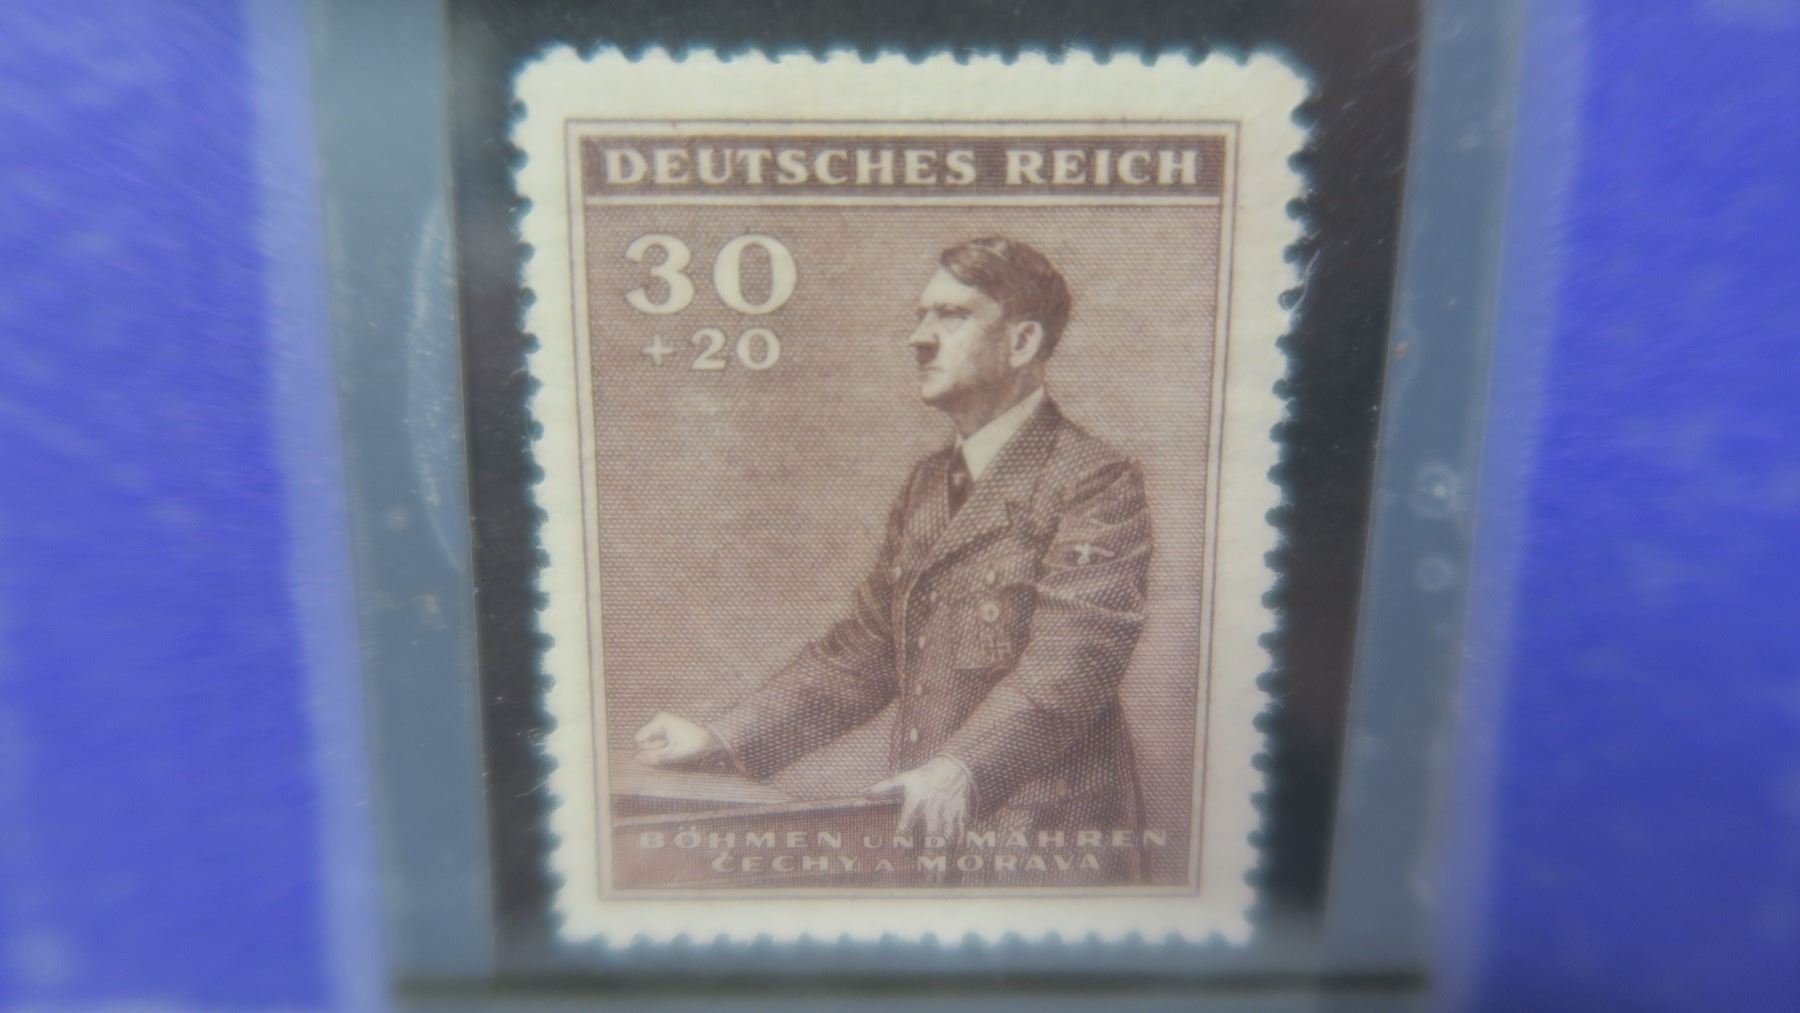 DEUTSCHES REICH
30
+20
BÖHMEN UND MÄHREN
ČECHY A MORAVA